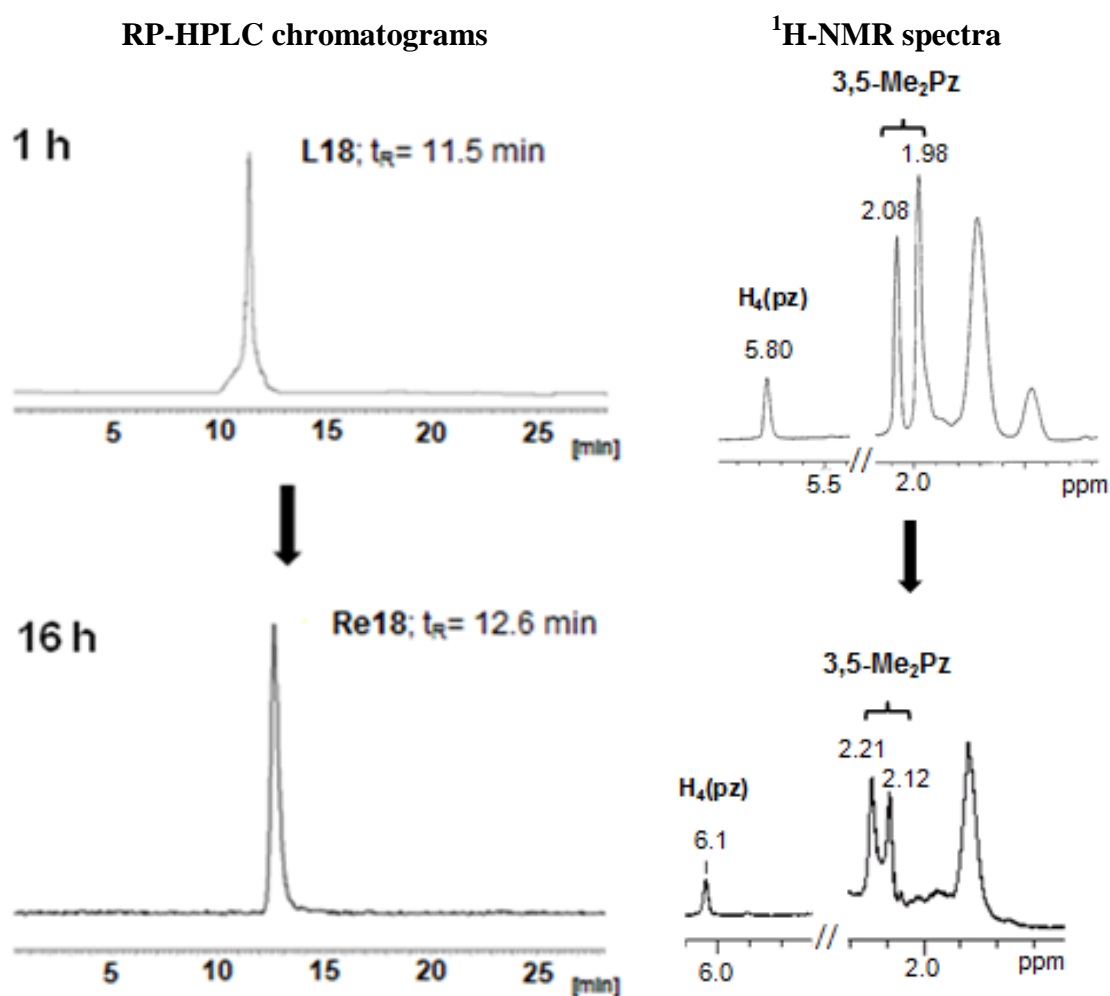 RP-HPLC chromatograms
¹H-NMR spectra
1 h
L18; tR= 11.5 min
5 10 15 20 25
[min]
3,5-Me₂Pz
1.98
2.08
H₄(pz)
5.80
5.5 // 2.0 ppm
16 h
Re18; tR= 12.6 min
5 10 15 20 25
[min]
3,5-Me₂Pz
2.21
2.12
H₄(pz)
6.1
6.0 // 2.0 ppm